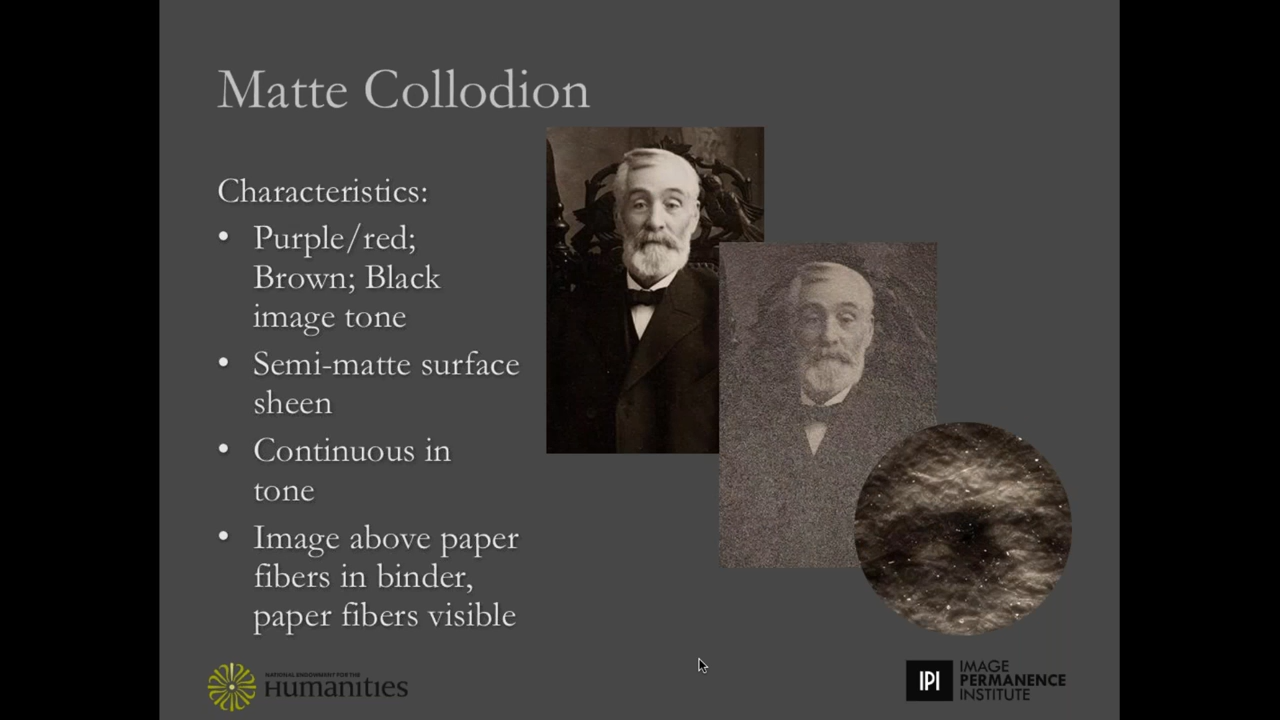 Matte Collodion
Characteristics:
• Purple/red;
Brown; Black
image tone
• Semi-matte surface
sheen
• Continuous in
tone
• Image above paper
fibers in binder,
paper fibers visible
NATIONAL ENDOWMENT FOR THE
Humanities
IPI
IMAGE
PERMANENCE
INSTITUTE